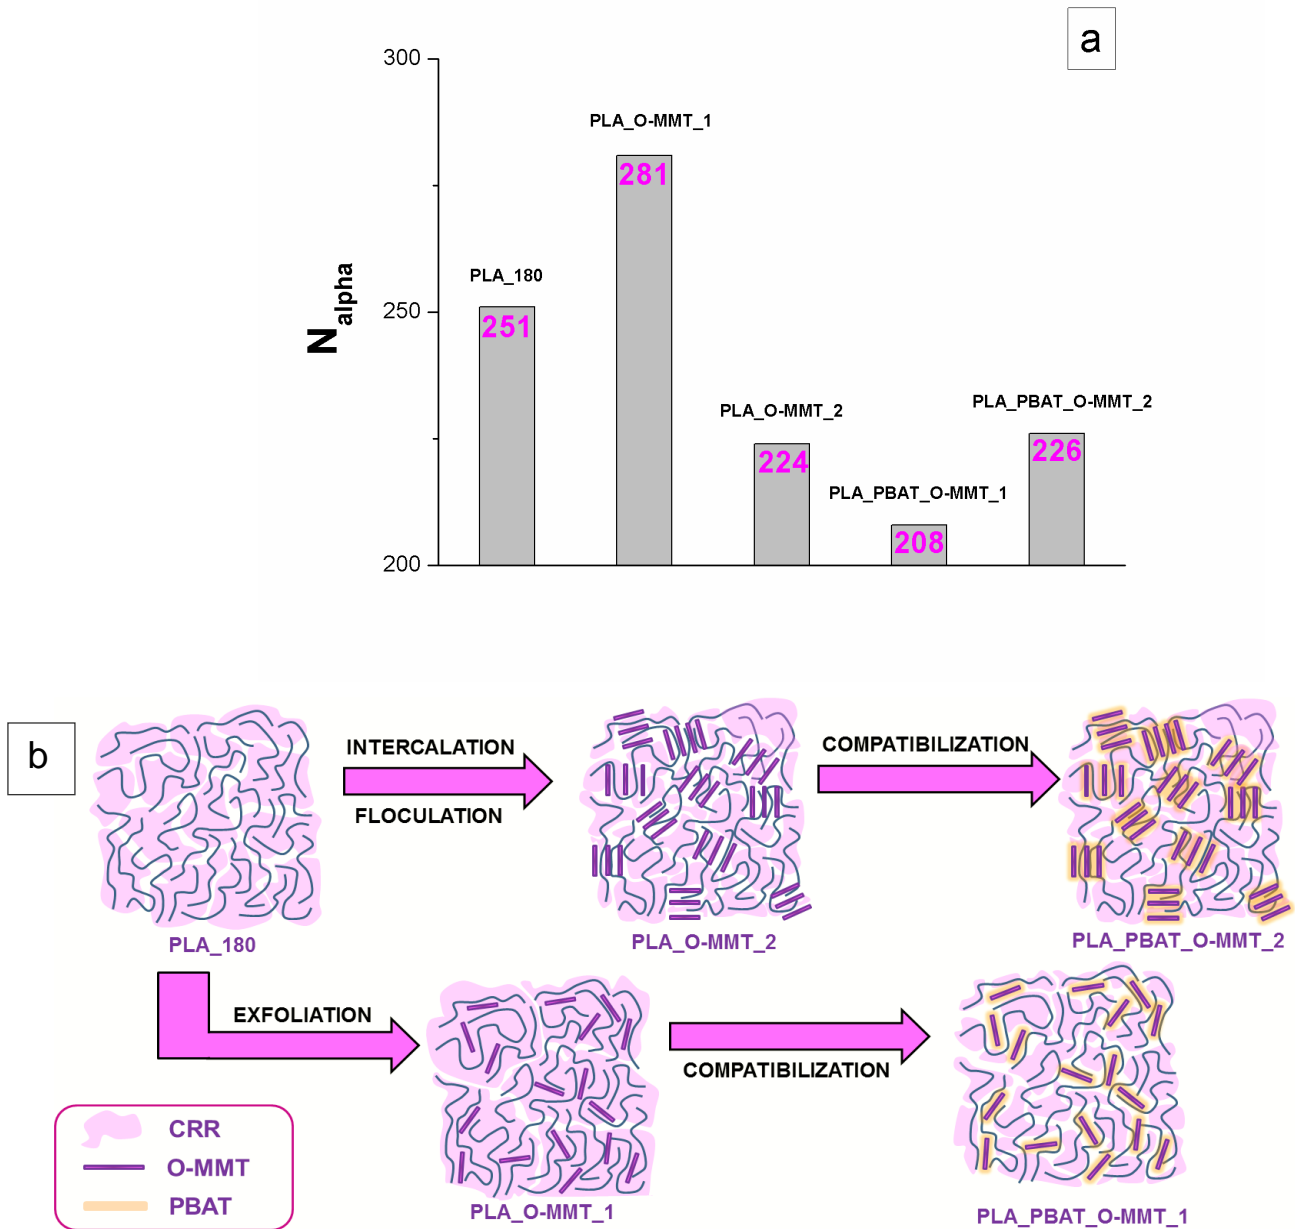 a
300
250
200
N alpha
PLA_180
251
PLA_O-MMT_1
281
PLA_O-MMT_2
224
PLA_PBAT_O-MMT_1
208
PLA_PBAT_O-MMT_2
226
b
INTERCALATION
FLOCULATION
COMPATIBILIZATION
PLA_180
PLA_O-MMT_2
PLA_PBAT_O-MMT_2
EXFOLIATION
COMPATIBILIZATION
CRR
O-MMT
PBAT
PLA_O-MMT_1
PLA_PBAT_O-MMT_1